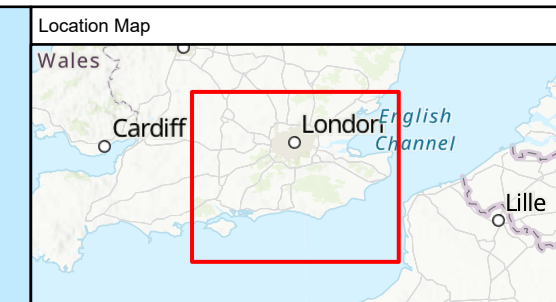 Location Map
Wales
Cardiff
London
English
Channel
Lille